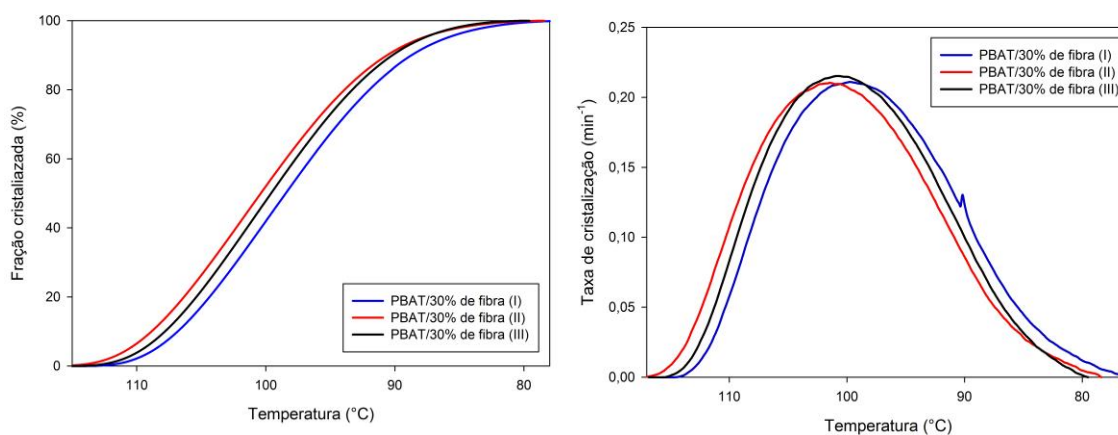 100
80
60
40
20
0
Fração cristaliazada (%)
PBAT/30% de fibra (I)
PBAT/30% de fibra (II)
PBAT/30% de fibra (III)
110
100
90
80
Temperatura (°C)
0,25
0,20
0,15
0,10
0,05
0,00
Taxa de cristalização (min-1)
PBAT/30% de fibra (I)
PBAT/30% de fibra (II)
PBAT/30% de fibra (III)
110
100
90
80
Temperatura (°C)